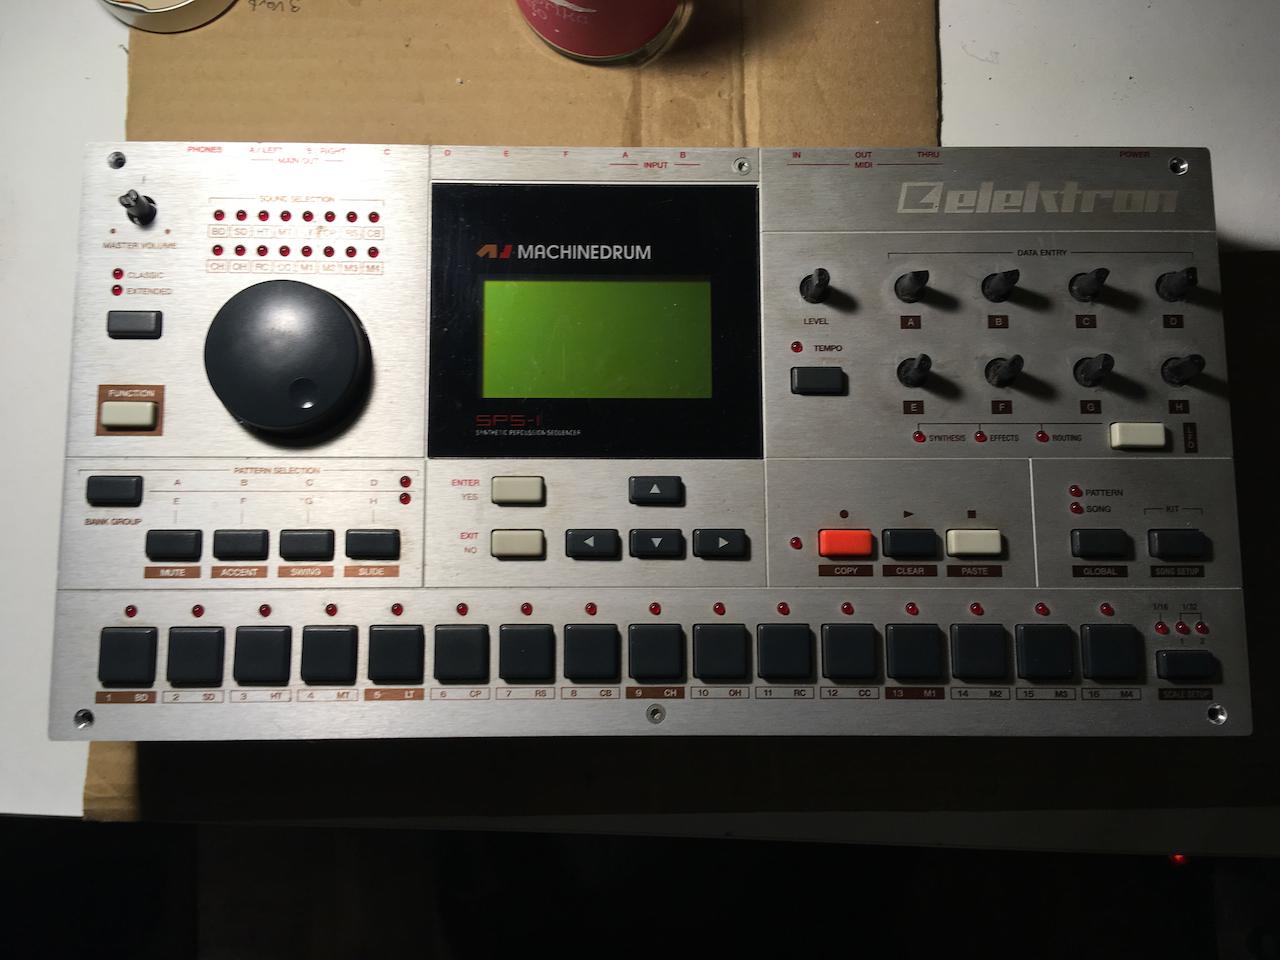 PHONES A / LEFT B / RIGHT C D E F A B IN OUT THRU POWER
MAIN OUT INPUT MIDI
elektron
SOUND SELECTION
BD SD HT MT CP RS CB
CH OH RC CC M1 M2 M3 M4
MASTER VOLUME
CLASSIC
EXTENDED
FUNCTION
MACHINEDRUM
SPS-1
SYNTHETIC PERCUSSION SEQUENCER
DATA ENTRY
LEVEL A B C D
TEMPO
E F G H
SYNTHESIS EFFECTS ROUTING
PATTERN SELECTION
A B C D
E F G H
BANK GROUP
MUTE ACCENT SWING SLIDE
ENTER
YES
EXIT
NO
COPY CLEAR PASTE
PATTERN
SONG
KIT
GLOBAL SONG SETUP
1/16 1/32
1 2
SCALE SETUP
1 BD 2 SD 3 HT 4 MT 5 LT 6 CP 7 RS 8 CB 9 CH 10 OH 11 RC 12 CC 13 M1 14 M2 15 M3 16 M4